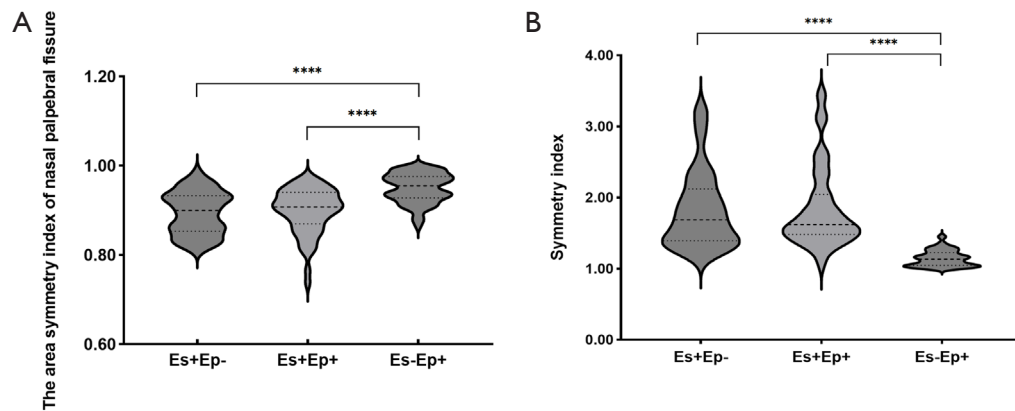 A
The area symmetry index of nasal palpebral fissure
1.20
1.00
0.80
0.60
****
****
Es+Ep-
Es+Ep+
Es-Ep+
B
Symmetry index
4.00
3.00
2.00
1.00
0.00
****
****
Es+Ep-
Es+Ep+
Es-Ep+